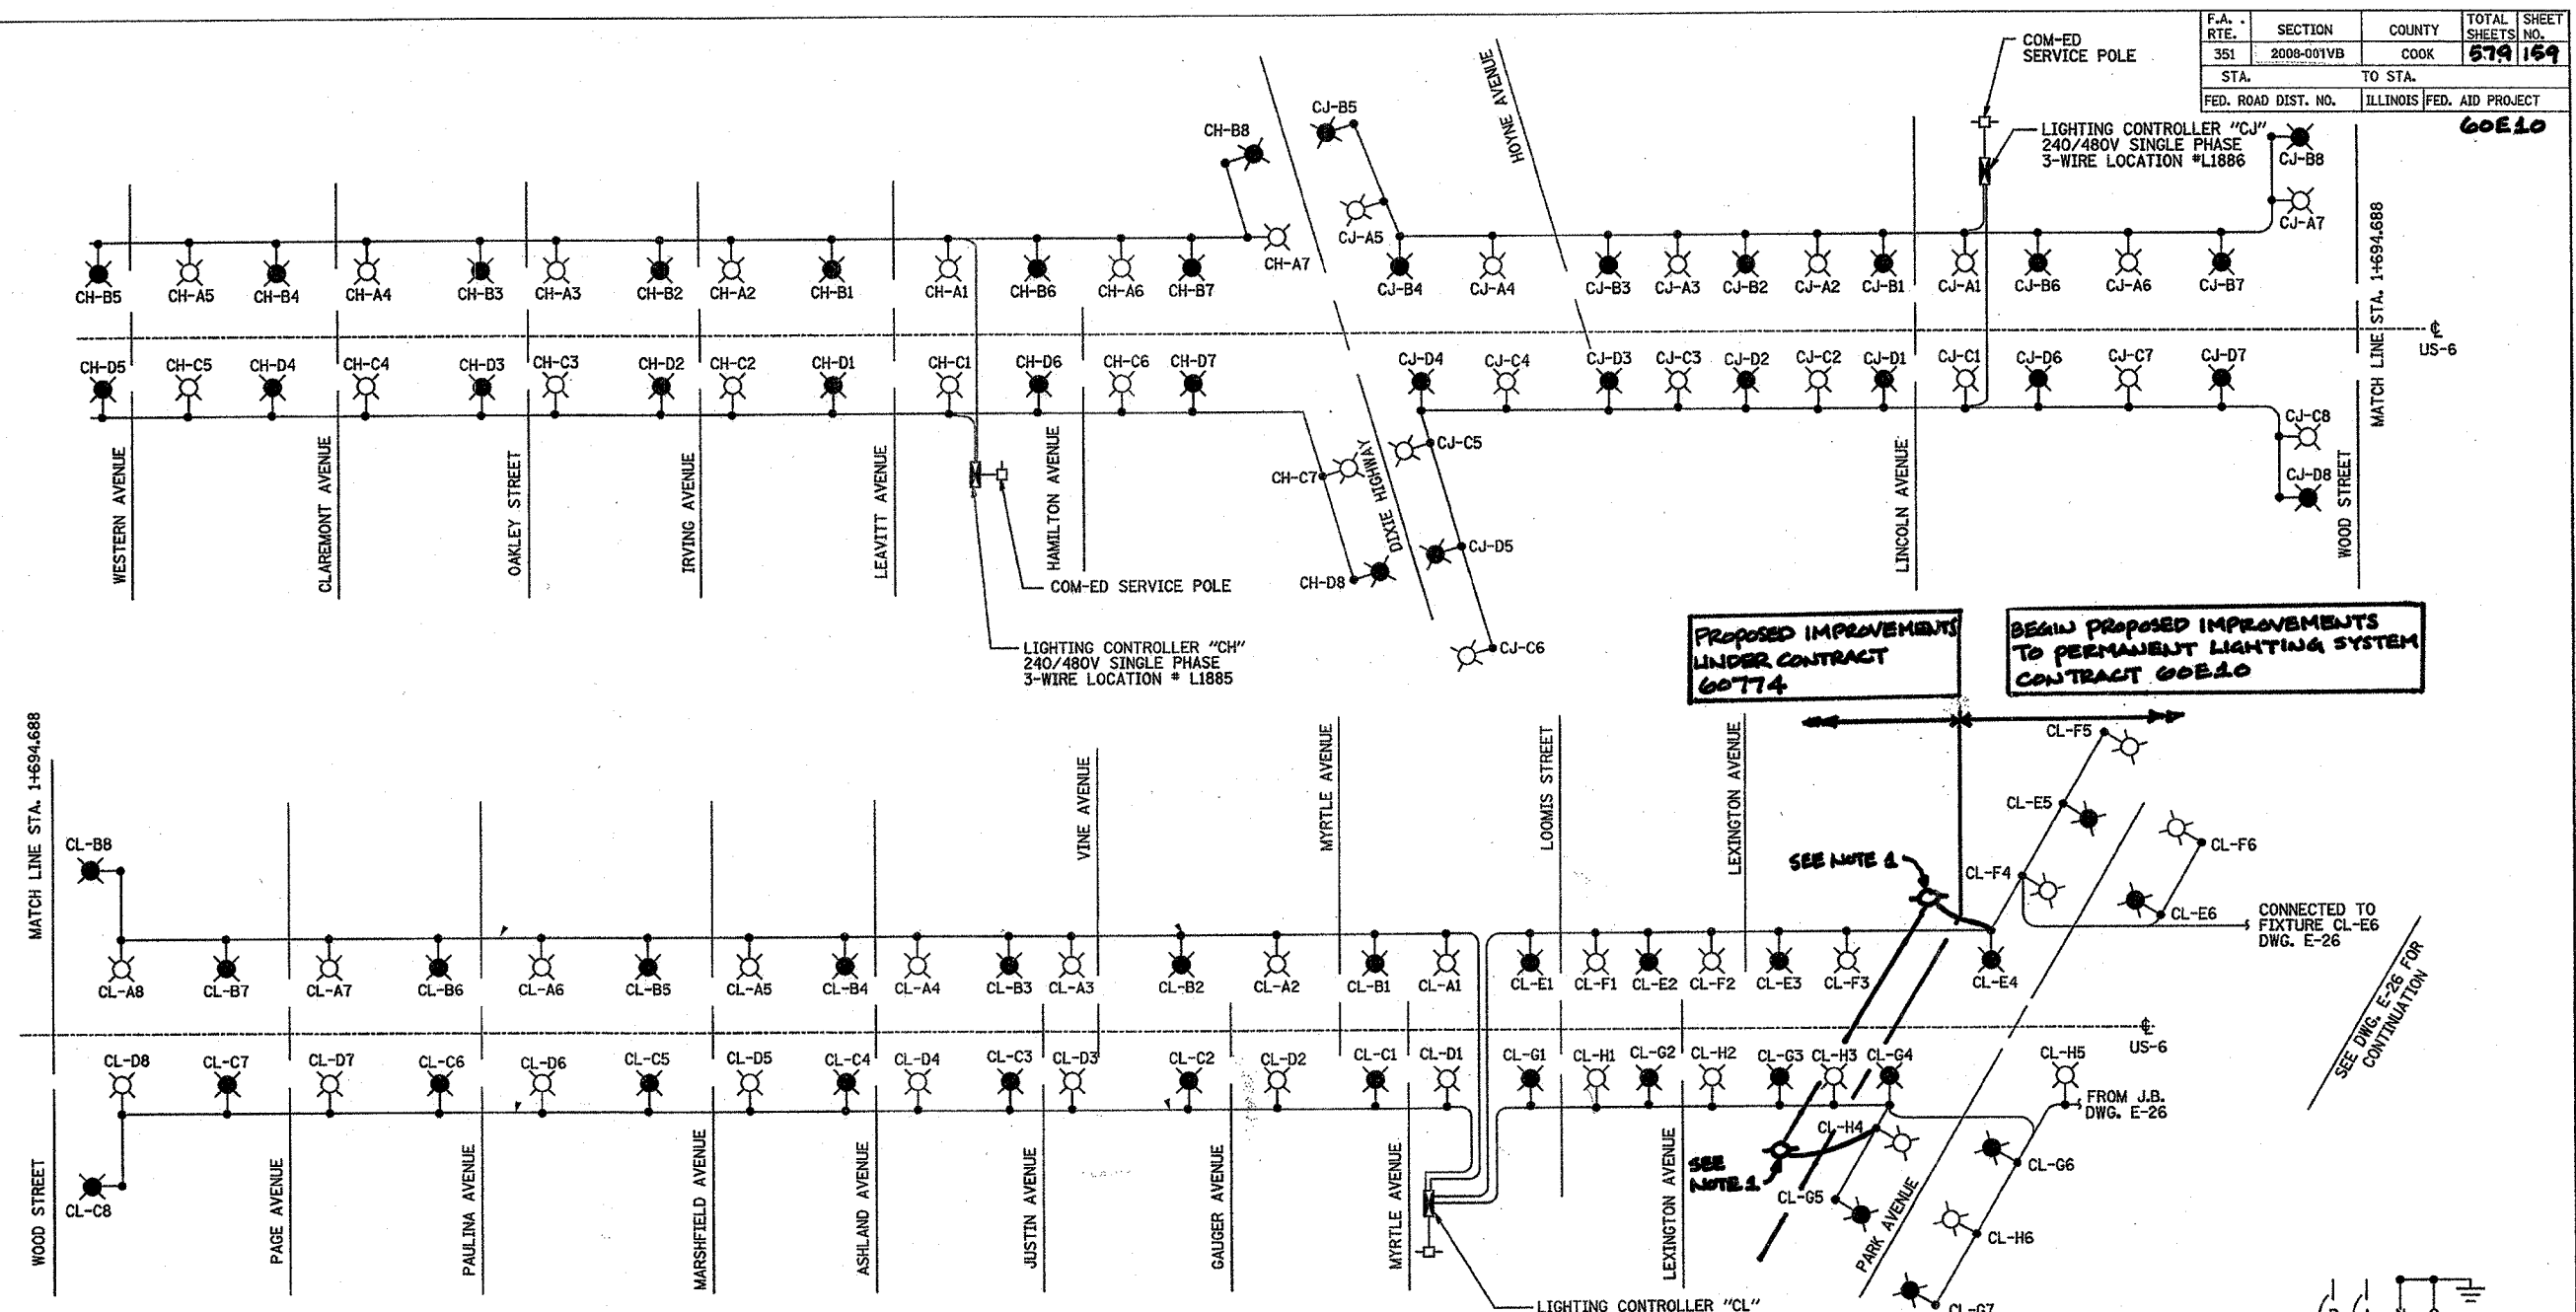 F.A. RTE. SECTION COUNTY TOTAL SHEETS SHEET NO.
351 2008-001VB COOK 579 159
STA. TO STA.
FED. ROAD DIST. NO. ILLINOIS FED. AID PROJECT
60E10
COM-ED
SERVICE POLE
LIGHTING CONTROLLER "CJ"
240/480V SINGLE PHASE
3-WIRE LOCATION #L1886
CH-B8
CJ-B5
HOYNE AVENUE
CJ-B8
CJ-A7
CJ-A5
CH-A7
CH-B5 CH-A5 CH-B4 CH-A4 CH-B3 CH-A3 CH-B2 CH-A2 CH-B1 CH-A1 CH-B6 CH-A6 CH-B7
CJ-B4 CJ-A4 CJ-B3 CJ-A3 CJ-B2 CJ-A2 CJ-B1 CJ-A1 CJ-B6 CJ-A6 CJ-B7
MATCH LINE STA. 1+694.688
℄
US-6
CH-D5 CH-C5 CH-D4 CH-C4 CH-D3 CH-C3 CH-D2 CH-C2 CH-D1 CH-C1 CH-D6 CH-C6 CH-D7
CJ-D4 CJ-C4 CJ-D3 CJ-C3 CJ-D2 CJ-C2 CJ-D1 CJ-C1 CJ-D6 CJ-C7 CJ-D7
CJ-C8
CJ-D8
CJ-C5
CH-C7
CJ-D5
CH-D8
CJ-C6
WESTERN AVENUE
CLAREMONT AVENUE
OAKLEY STREET
IRVING AVENUE
LEAVITT AVENUE
HAMILTON AVENUE
DIXIE HIGHWAY
LINCOLN AVENUE
WOOD STREET
COM-ED SERVICE POLE
LIGHTING CONTROLLER "CH"
240/480V SINGLE PHASE
3-WIRE LOCATION # L1885
PROPOSED IMPROVEMENTS
UNDER CONTRACT
60774
BEGIN PROPOSED IMPROVEMENTS
TO PERMANENT LIGHTING SYSTEM
CONTRACT 60E10
MATCH LINE STA. 1+694.688
VINE AVENUE
MYRTLE AVENUE
LOOMIS STREET
LEXINGTON AVENUE
CL-F5
CL-E5
CL-F6
CL-F4
CL-E6
SEE NOTE 1
CONNECTED TO
FIXTURE CL-E6
DWG. E-26
CL-B8
CL-A8 CL-B7 CL-A7 CL-B6 CL-A6 CL-B5 CL-A5 CL-B4 CL-A4 CL-B3 CL-A3 CL-B2 CL-A2 CL-B1 CL-A1 CL-E1 CL-F1 CL-E2 CL-F2 CL-E3 CL-F3 CL-E4
SEE DWG. E-26 FOR
CONTINUATION
℄
US-6
CL-D8 CL-C7 CL-D7 CL-C6 CL-D6 CL-C5 CL-D5 CL-C4 CL-D4 CL-C3 CL-D3 CL-C2 CL-D2 CL-C1 CL-D1 CL-G1 CL-H1 CL-G2 CL-H2 CL-G3 CL-H3 CL-G4 CL-H5
FROM J.B.
DWG. E-26
CL-H4
CL-G6
CL-G5
CL-H6
CL-G7
SEE
NOTE 1
CL-C8
WOOD STREET
PAGE AVENUE
PAULINA AVENUE
MARSHFIELD AVENUE
ASHLAND AVENUE
JUSTIN AVENUE
GAUGER AVENUE
MYRTLE AVENUE
LEXINGTON AVENUE
PARK AVENUE
LIGHTING CONTROLLER "CL"